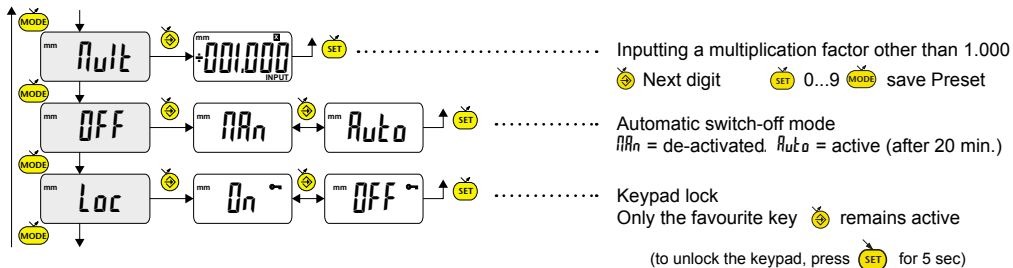 MODE
mm Mult mm x ÷001.000 INPUT SET Inputting a multiplication factor other than 1.000
Next digit SET 0...9 MODE save Preset
MODE
mm OFF mm MAn mm Auto SET Automatic switch-off mode
MAn = de-activated. Auto = active (after 20 min.)
MODE
mm Loc mm On mm OFF SET Keypad lock
Only the favourite key remains active
MODE
(to unlock the keypad, press SET for 5 sec)